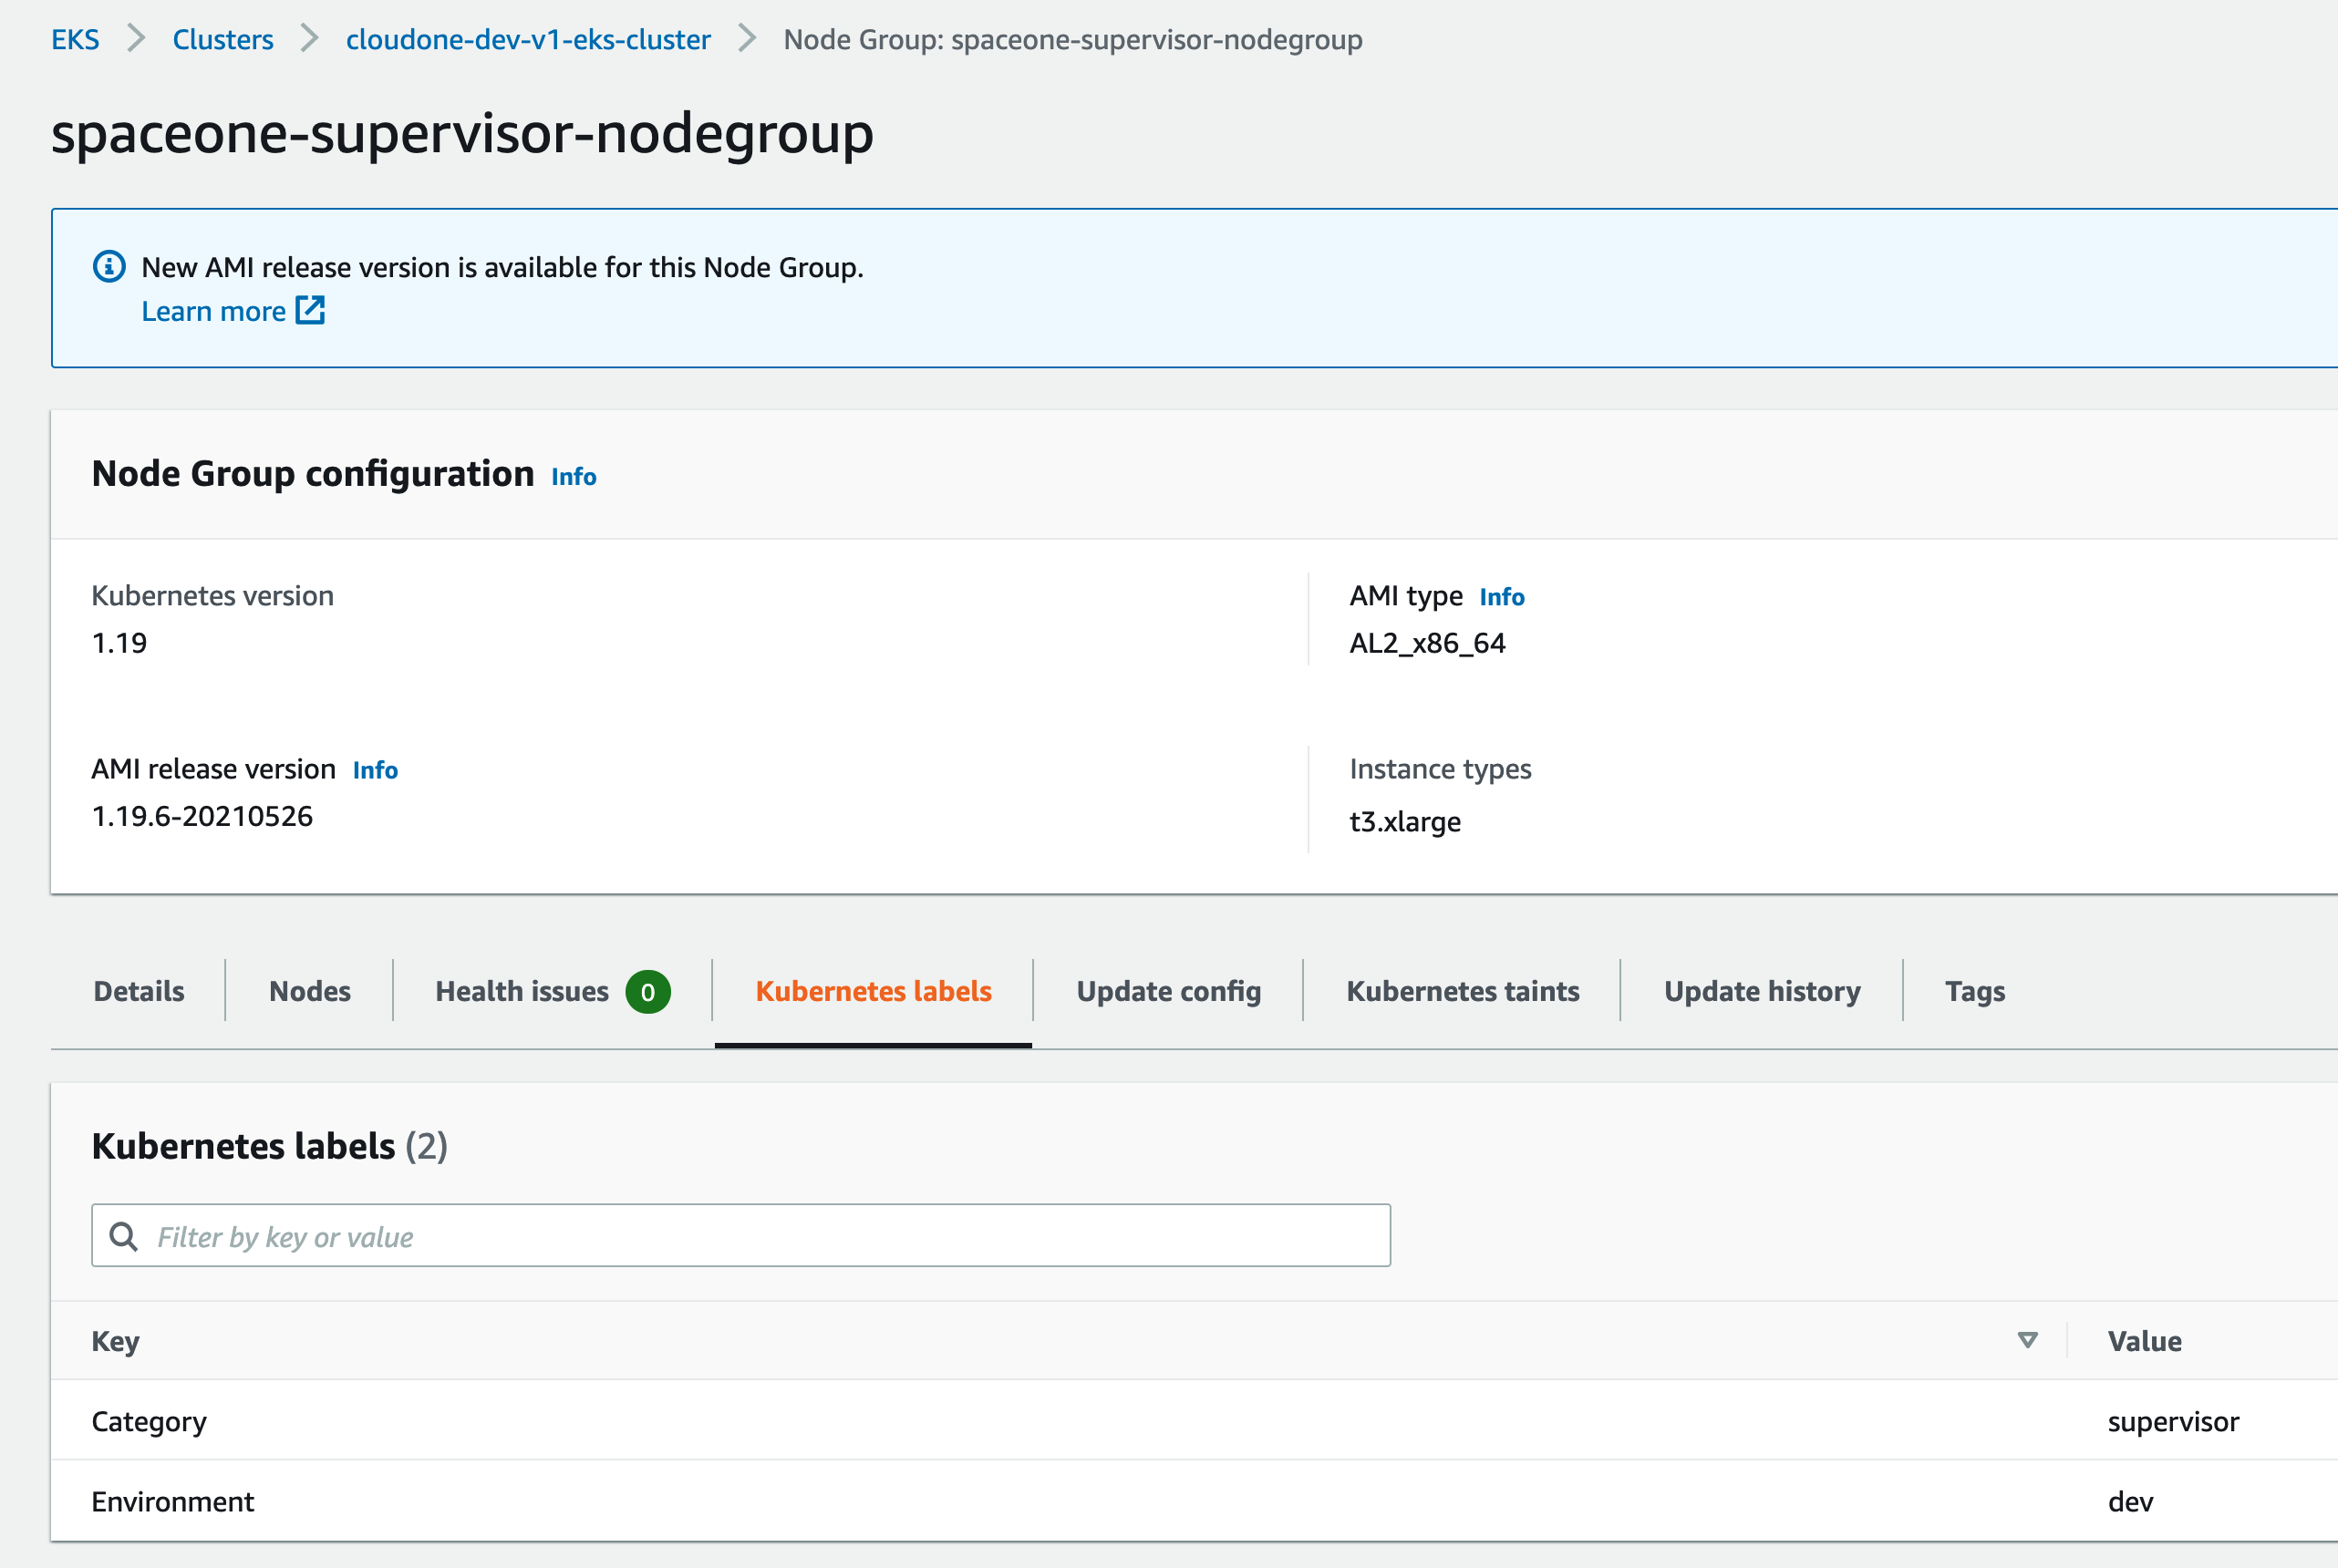 EKS > Clusters > cloudone-dev-v1-eks-cluster > Node Group: spaceone-supervisor-nodegroup
spaceone-supervisor-nodegroup
New AMI release version is available for this Node Group.
Learn more
Node Group configuration Info
Kubernetes version
1.19
AMI type Info
AL2_x86_64
AMI release version Info
1.19.6-20210526
Instance types
t3.xlarge
Details Nodes Health issues 0 Kubernetes labels Update config Kubernetes taints Update history Tags
Kubernetes labels (2)
Filter by key or value
Key Value
Category supervisor
Environment dev